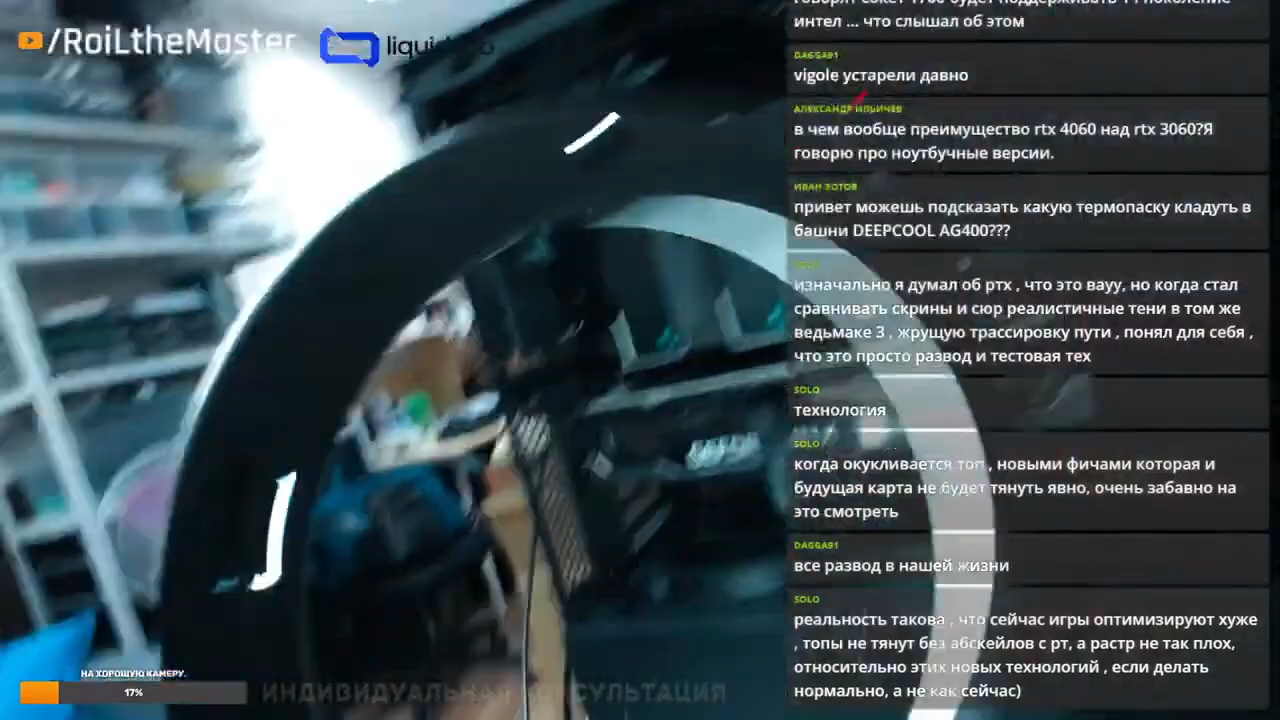 /RoiLtheMaster
интел ... что слышал об этом
DAGGA91
vigole устарели давно
АЛЕКСАНДР ИЛЬИЧЕВ
в чем вообще преимущество rtx 4060 над rtx 3060?Я
говорю про ноутбучные версии.
ИВАН ЗОТОВ
привет можешь подсказать какую термопаску кладуть в
башни DEEPCOOL AG400???
SOLO
изначально я думал об ртх , что это вауу, но когда стал
сравнивать скрины и сюр реалистичные тени в том же
ведьмаке 3 , жрущую трассировку пути , понял для себя ,
что это просто развод и тестовая тех
SOLO
технология
SOLO
когда окукливается топ , новыми фичами которая и
будущая карта не будет тянуть явно, очень забавно на
это смотреть
DAGGA91
все развод в нашей жизни
SOLO
реальность такова , что сейчас игры оптимизируют хуже
, топы не тянут без абскейлов с рт, а растр не так плох,
относительно этих новых технологий , если делать
нормально, а не как сейчас)
НА ХОРОШУЮ КАМЕРУ.
17%
ИНДИВИДУАЛЬНАЯ КОНСУЛЬТАЦИЯ